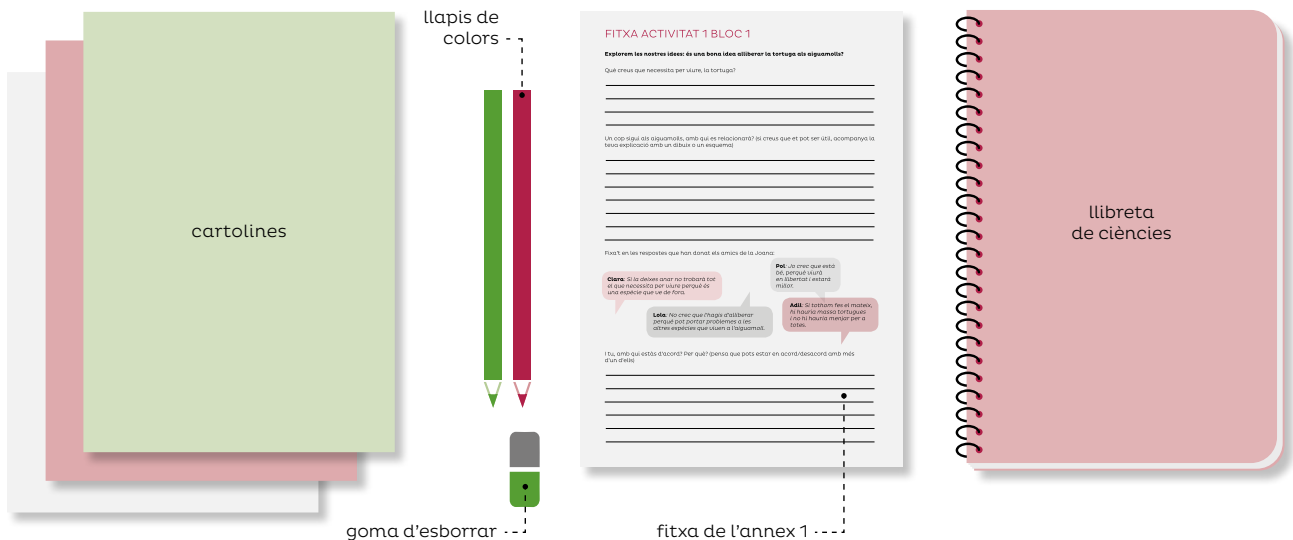 cartolines
llapis de
colors
goma d'esborrar
FITXA ACTIVITAT 1 BLOC 1
Explorem les nostres idees: és una bona idea alliberar la tortuga als aiguamolls?
Què creus que necessita per viure, la tortuga?
Un cop sigui als aiguamolls, amb qui es relacionarà? (si creus que et pot ser útil, acompanya la
teva explicació amb un dibuix o un esquema)
Fixa't en les respostes que han donat els amics de la Joana:
Clara: Si la deixes anar no trobarà tot
el que necessita per viure perquè és
una espècie que ve de fora.
Pol: Jo crec que està
bé, perquè viurà
en llibertat i estarà
millor.
Lola: No crec que l'hagis d'alliberar
perquè pot portar problemes a les
altres espècies que viuen a l'aiguamoll.
Adil: Si tothom fes el mateix,
hi hauria massa tortugues
i no hi hauria menjar per a
totes.
I tu, amb qui estàs d'acord? Per què? (pensa que pots estar en acord/desacord amb més
d'un d'ells)
fitxa de l'annex 1
llibreta
de ciències